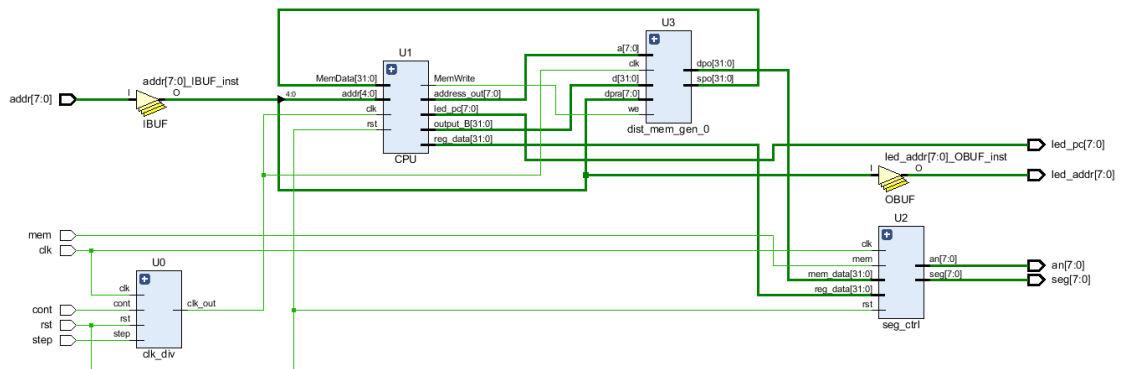 addr[7:0]
addr[7:0]_IBUF_inst
I
O
IBUF
4:0
U1
MemData[31:0]
addr[4:0]
clk
rst
MemWrite
address_out[7:0]
led_pc[7:0]
output_B[31:0]
reg_data[31:0]
CPU
U3
a[7:0]
clk
d[31:0]
dpra[7:0]
we
dpo[31:0]
spo[31:0]
dist_mem_gen_0
led_pc[7:0]
led_addr[7:0]_OBUF_inst
I
O
OBUF
led_addr[7:0]
mem
clk
cont
rst
step
U0
clk
cont
rst
step
clk_out
clk_div
U2
clk
mem
mem_data[31:0]
reg_data[31:0]
rst
an[7:0]
seg[7:0]
seg_ctrl
an[7:0]
seg[7:0]